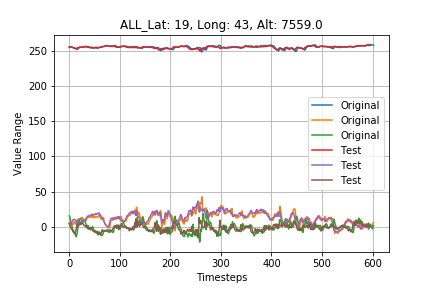 ALL_Lat: 19, Long: 43, Alt: 7559.0
250
200
150
100
50
0
Value Range
Original
Original
Original
Test
Test
Test
0 100 200 300 400 500 600
Timesteps